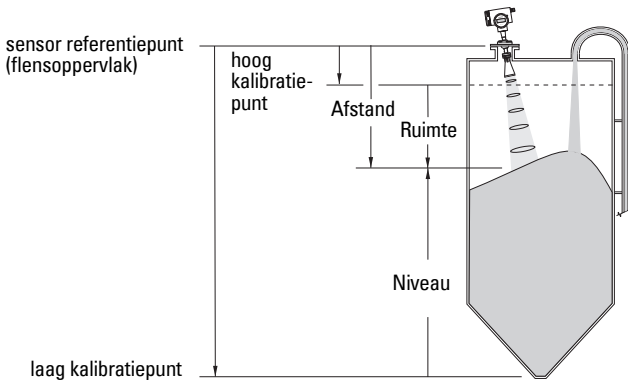 sensor referentiepunt
(flensoppervlak)
hoog
kalibratie-
punt
Afstand
Ruimte
Niveau
laag kalibratiepunt